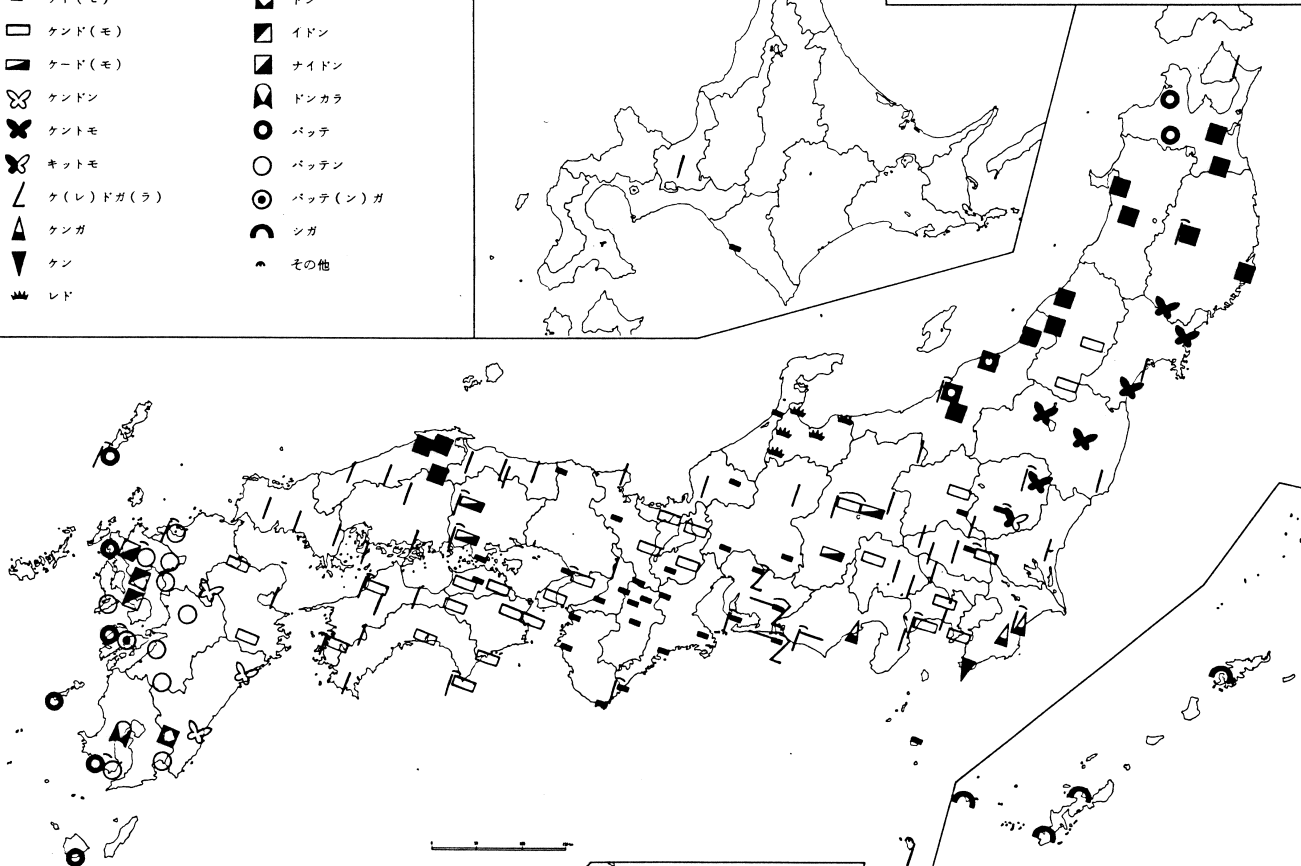 ケンド(モ)
ケード(モ)
ケンドン
ケントモ
キットモ
ケ(レ)ドガ(ラ)
ケンガ
ケン
レド
ドン
イドン
ナイドン
ドンカラ
バッテ
バッテン
バッテ(ン)ガ
シガ
その他